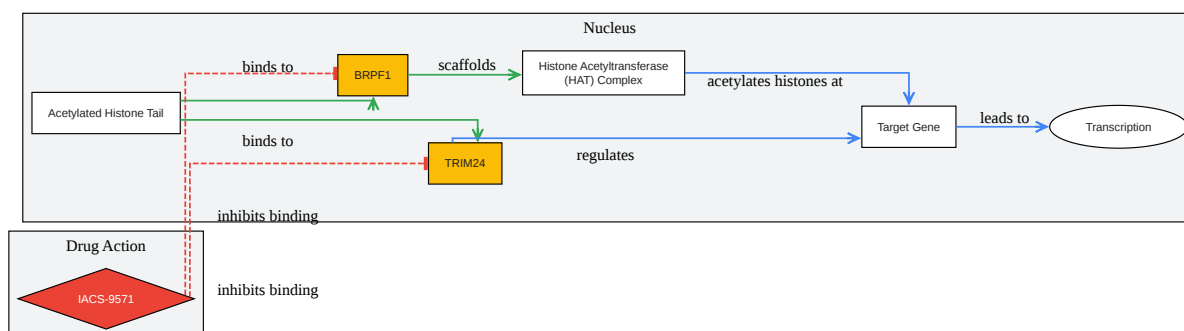 Nucleus
binds to
BRPF1
scaffolds
Histone Acetyltransferase
(HAT) Complex
acetylates histones at
Acetylated Histone Tail
Target Gene
leads to
Transcription
binds to
TRIM24
regulates
inhibits binding
Drug Action
IACS-9571
inhibits binding